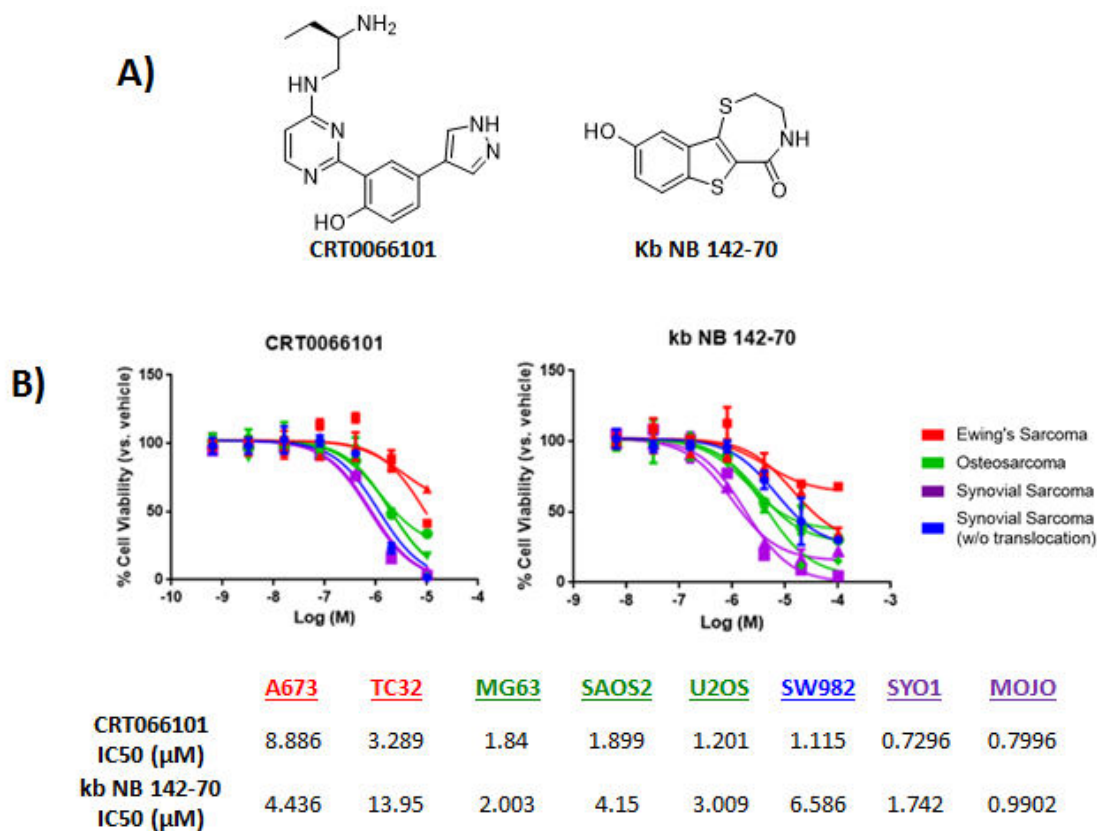 A)
NH2
HN
N
N
NH
N
HO
CRT0066101
S
HO
NH
S
O
Kb NB 142-70
B)
CRT0066101
% Cell Viability (vs. vehicle)
150
100
50
0
-10 -9 -8 -7 -6 -5 -4
Log (M)
kb NB 142-70
% Cell Viability (vs. vehicle)
150
100
50
0
-9 -8 -7 -6 -5 -4 -3
Log (M)
Ewing's Sarcoma
Osteosarcoma
Synovial Sarcoma
Synovial Sarcoma
(w/o translocation)
A673 TC32 MG63 SAOS2 U2OS SW982 SYO1 MOJO
CRT066101
IC50 (µM) 8.886 3.289 1.84 1.899 1.201 1.115 0.7296 0.7996
kb NB 142-70
IC50 (µM) 4.436 13.95 2.003 4.15 3.009 6.586 1.742 0.9902